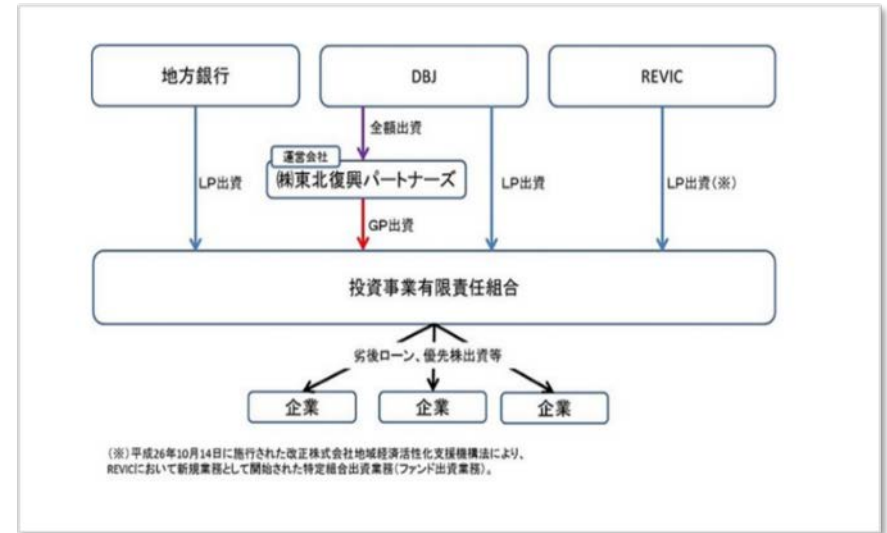 地方銀行
DBJ
REVIC
全額出資
運営会社
㈱東北復興パートナーズ
LP出資
LP出資
LP出資(※)
GP出資
投資事業有限責任組合
劣後ローン、優先株出資等
企業
企業
企業
(※)平成26年10月14日に施行された改正株式会社地域経済活性化支援機構法により、
REVICにおいて新規業務として開始された特定組合出資業務(ファンド出資業務)。